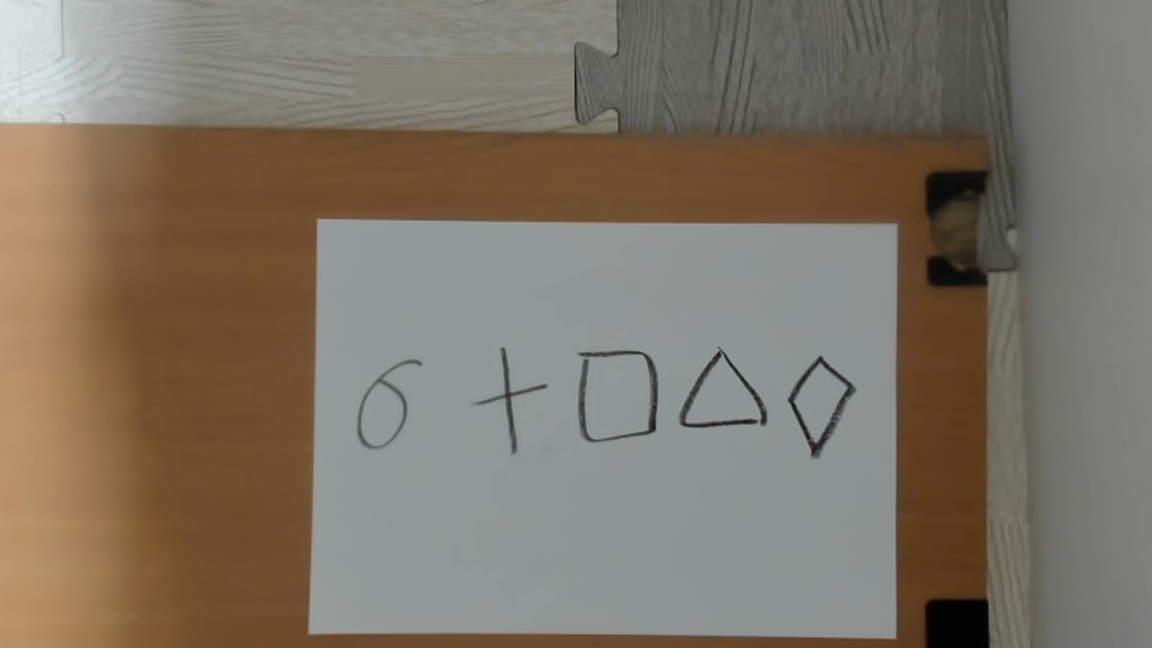 σ + □ △ ◇